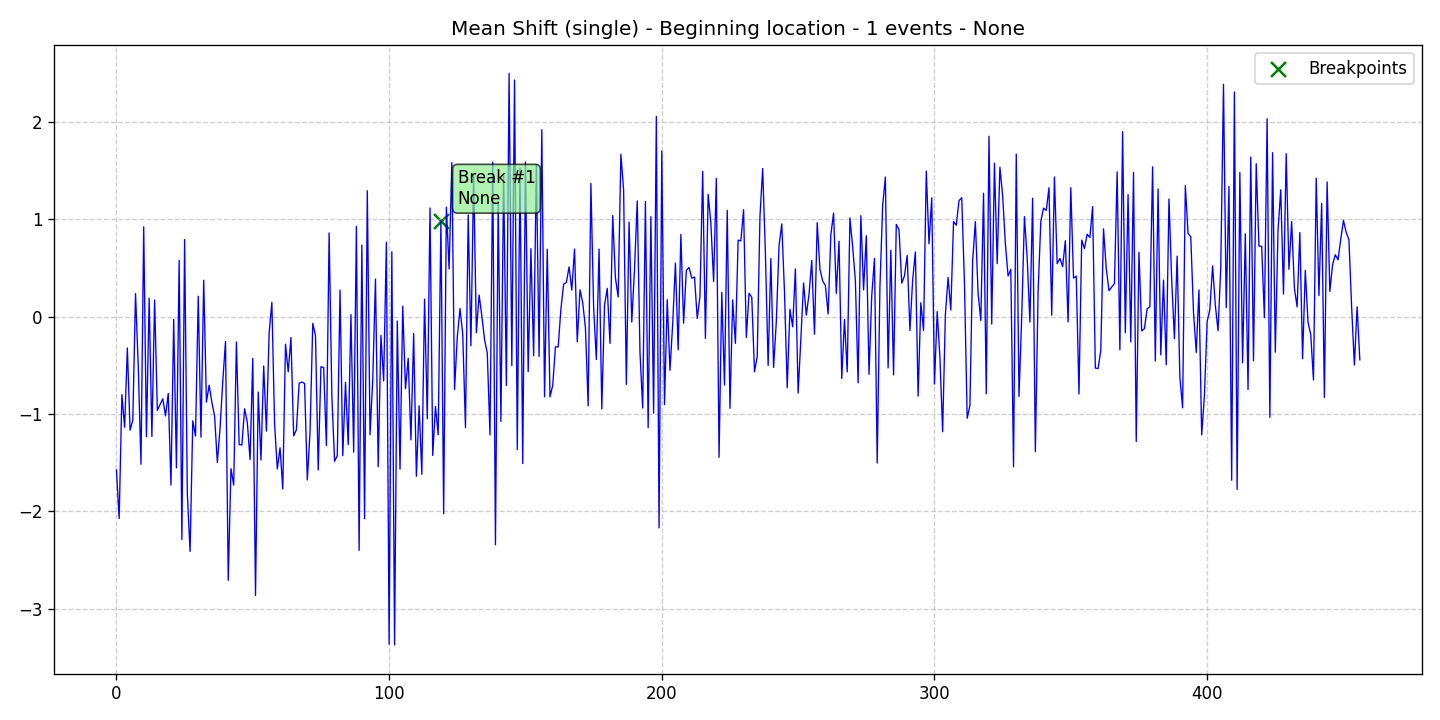 Mean Shift (single) - Beginning location - 1 events - None
Breakpoints
Break #1
None
2
1
0
−1
−2
−3
0
100
200
300
400